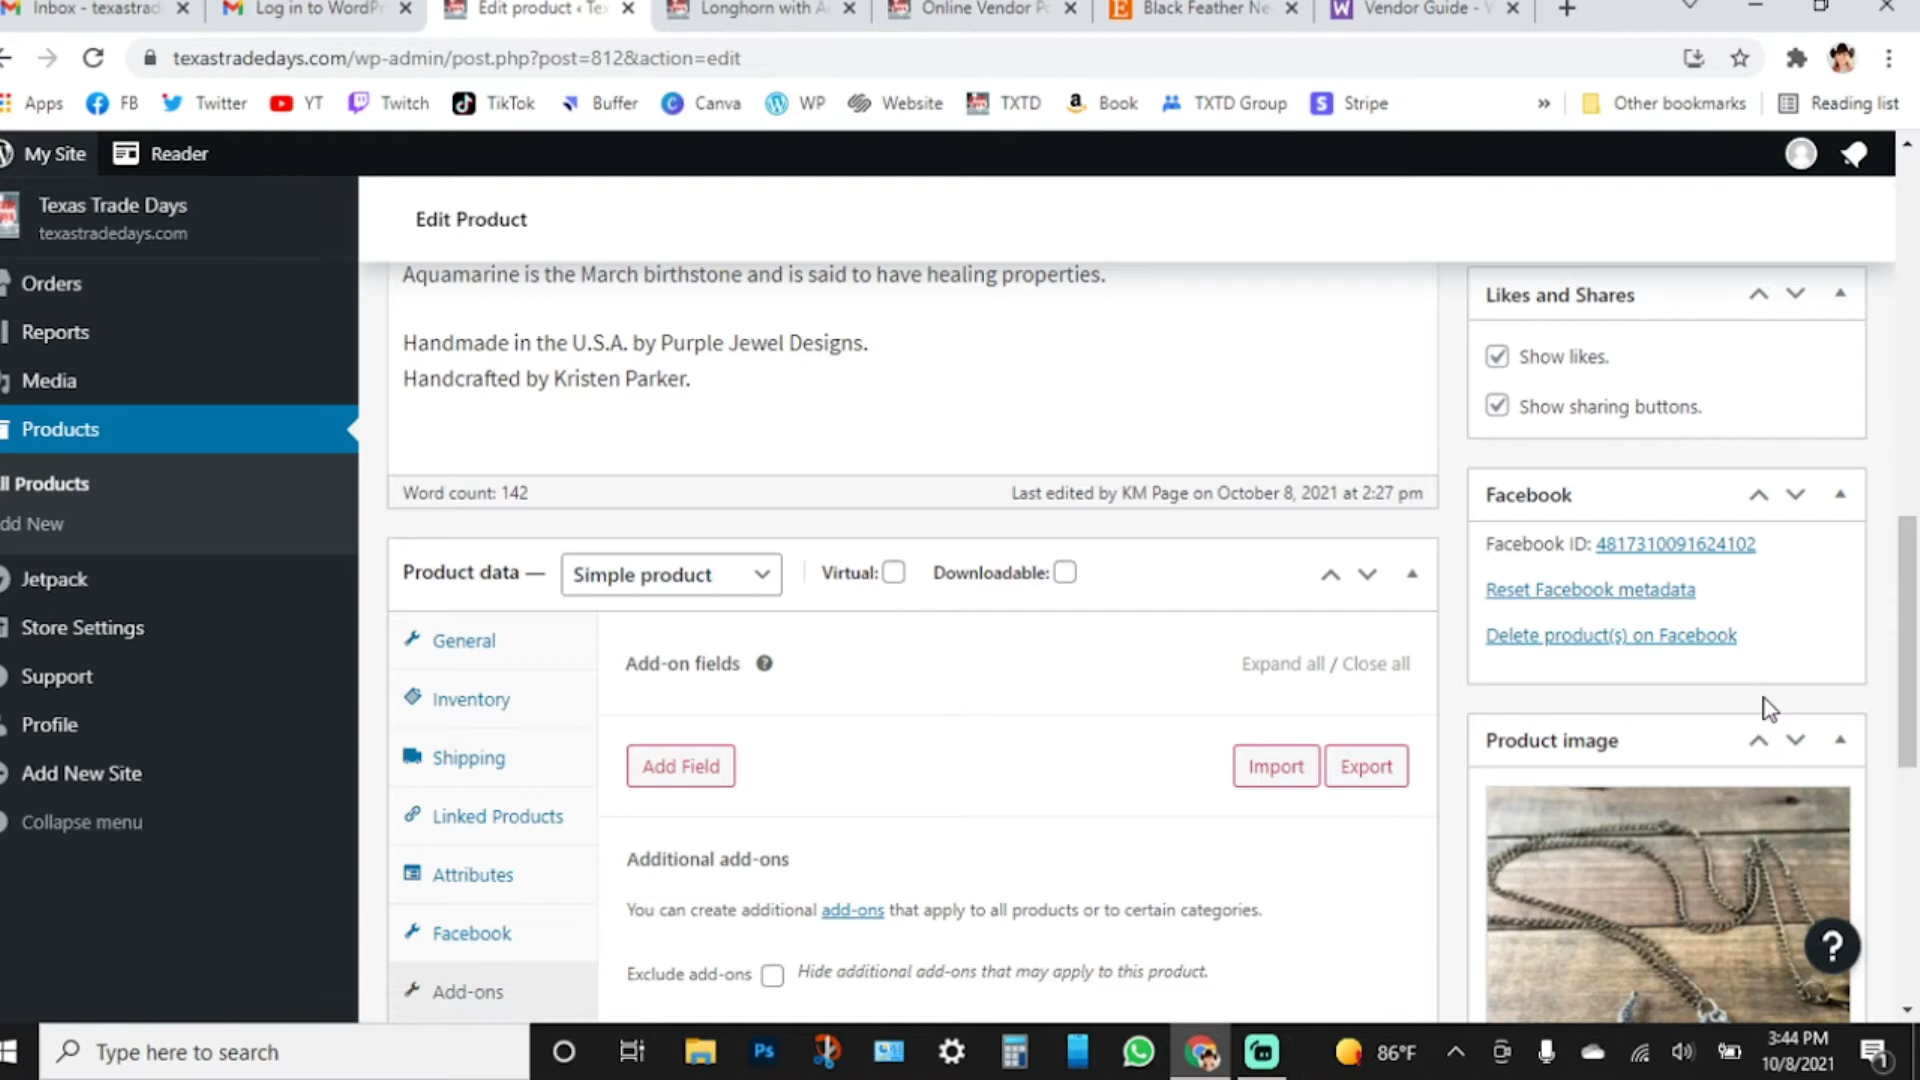 Inbox - texastrad
Log in to WordPr
Edit product ‹ Tex
Longhorn with A
Online Vendor Po
Black Feather Ne
Vendor Guide - W
texastradedays.com/wp-admin/post.php?post=812&action=edit
Apps
FB
Twitter
YT
Twitch
TikTok
Buffer
Canva
WP
Website
TXTD
Book
TXTD Group
Stripe
»
Other bookmarks
Reading list
My Site
Reader
Texas Trade Days
texastradedays.com
Orders
Reports
Media
Products
ll Products
dd New
Jetpack
Store Settings
Support
Profile
Add New Site
Collapse menu
Edit Product
Aquamarine is the March birthstone and is said to have healing properties.
Handmade in the U.S.A. by Purple Jewel Designs.
Handcrafted by Kristen Parker.
Word count: 142
Last edited by KM Page on October 8, 2021 at 2:27 pm
Product data —
Simple product
Virtual:
Downloadable:
General
Inventory
Shipping
Linked Products
Attributes
Facebook
Add-ons
Add-on fields
Expand all / Close all
Add Field
Import
Export
Additional add-ons
You can create additional add-ons that apply to all products or to certain categories.
Exclude add-ons
Hide additional add-ons that may apply to this product.
Likes and Shares
Show likes.
Show sharing buttons.
Facebook
Facebook ID: 4817310091624102
Reset Facebook metadata
Delete product(s) on Facebook
Product image
?
Type here to search
Ps
86°F
3:44 PM
10/8/2021
1